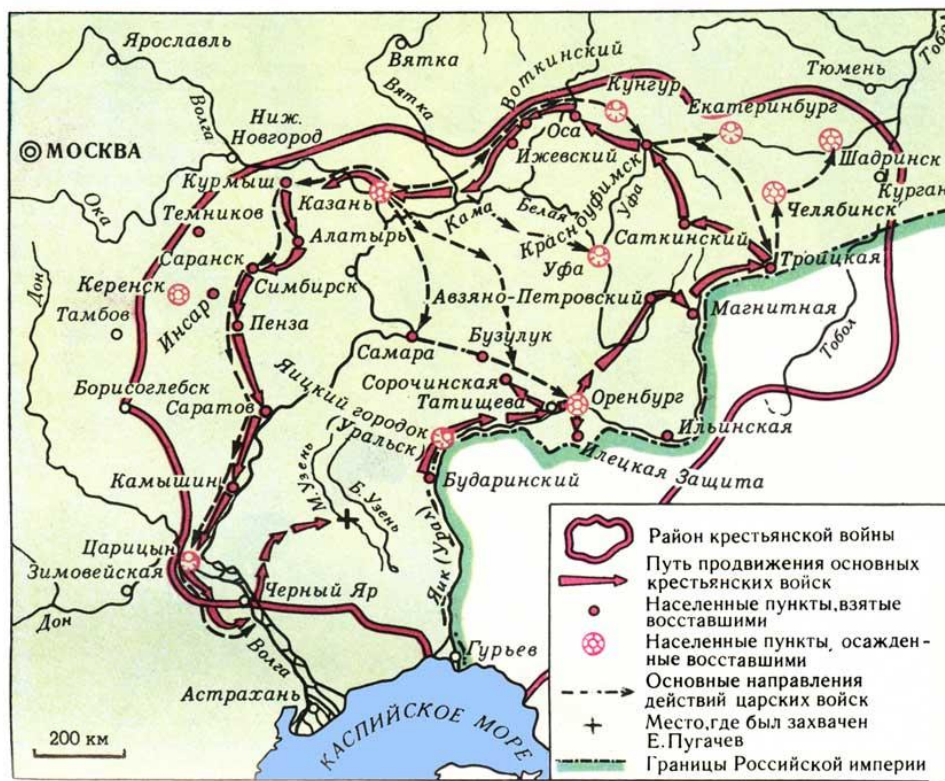 Ярославль
Волга
Вятка
Вятка
Воткинский
Кунгур
Екатеринбург
Тюмень
Тобол
Ниж.
Новгород
МОСКВА
Ока
Курмыш
Казань
Оса
Ижевский
Шадринск
Курган
Темников
Кама
Белая
Красноуфимск
Уфа
Челябинск
Алатырь
Саранск
Симбирск
Уфа
Саткинский
Троицкая
Дон
Керенск
Тамбов
Инсар
Пенза
Авзяно-Петровский
Магнитная
Самара
Бузулук
Тобол
Борисоглебск
Саратов
Яицкий городок
(Уральск)
Сорочинская
Татищева
Оренбург
Ильинская
Илецкая Защита
Камышин
М.Узень
Б.Узень
Бударинский
Царицын
Зимовейская
Дон
Черный Яр
Яик (Урал)
Волга
Гурьев
Астрахань
КАСПИЙСКОЕ МОРЕ
200 км
Район крестьянской войны
Путь продвижения основных
крестьянских войск
Населенные пункты, взятые
восставшими
Населенные пункты, осажден-
ные восставшими
Основные направления
действий царских войск
Место, где был захвачен
Е. Пугачев
Границы Российской империи